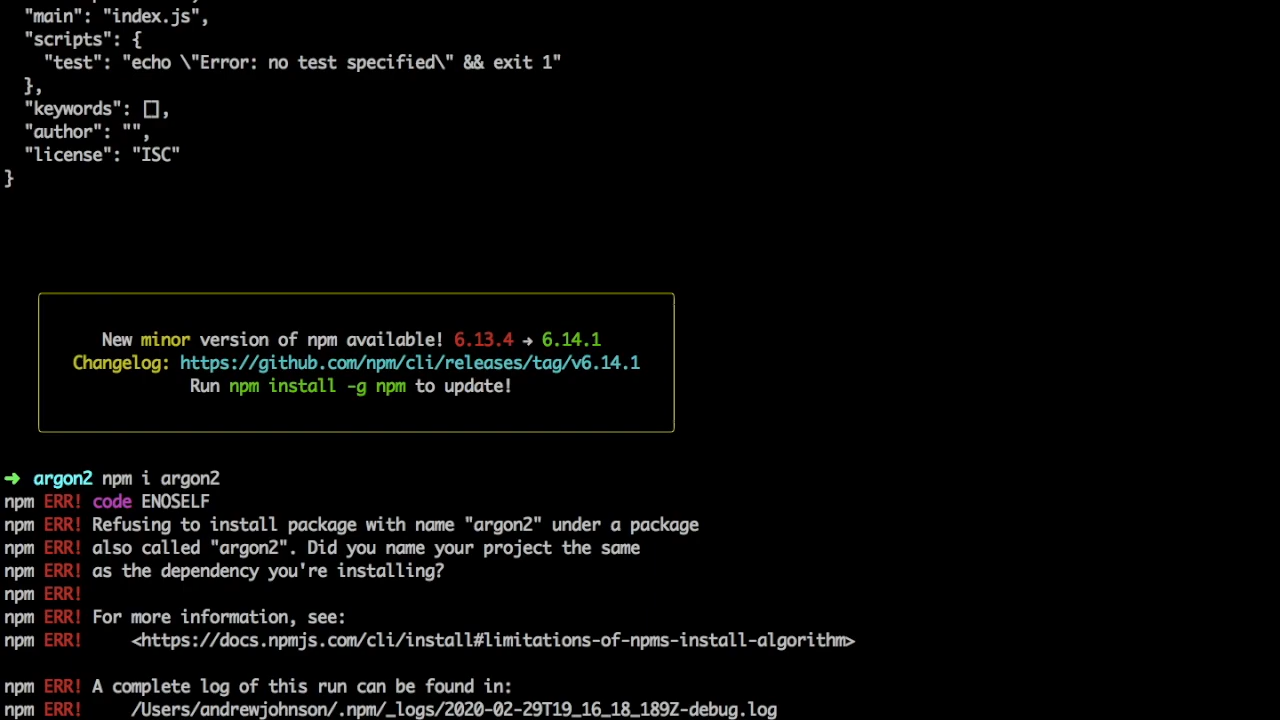 "main": "index.js",
"scripts": {
"test": "echo \"Error: no test specified\" && exit 1"
},
"keywords": [],
"author": "",
"license": "ISC"
}
New minor version of npm available! 6.13.4 → 6.14.1
Changelog: https://github.com/npm/cli/releases/tag/v6.14.1
Run npm install -g npm to update!
➜ argon2 npm i argon2
npm ERR! code ENOSELF
npm ERR! Refusing to install package with name "argon2" under a package
npm ERR! also called "argon2". Did you name your project the same
npm ERR! as the dependency you're installing?
npm ERR!
npm ERR! For more information, see:
npm ERR! <https://docs.npmjs.com/cli/install#limitations-of-npms-install-algorithm>
npm ERR! A complete log of this run can be found in:
npm ERR! /Users/andrewjohnson/.npm/_logs/2020-02-29T19_16_18_189Z-debug.log